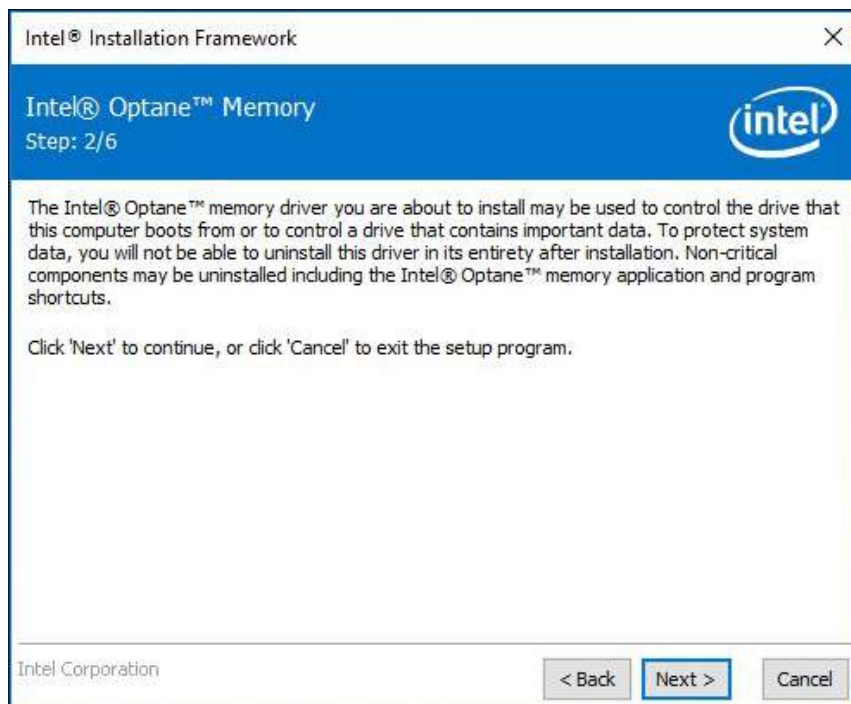 Intel® Installation Framework
Intel® Optane™ Memory
Step: 2/6
intel
The Intel® Optane™ memory driver you are about to install may be used to control the drive that
this computer boots from or to control a drive that contains important data. To protect system
data, you will not be able to uninstall this driver in its entirety after installation. Non-critical
components may be uninstalled including the Intel® Optane™ memory application and program
shortcuts.
Click 'Next' to continue, or click 'Cancel' to exit the setup program.
Intel Corporation
< Back
Next >
Cancel